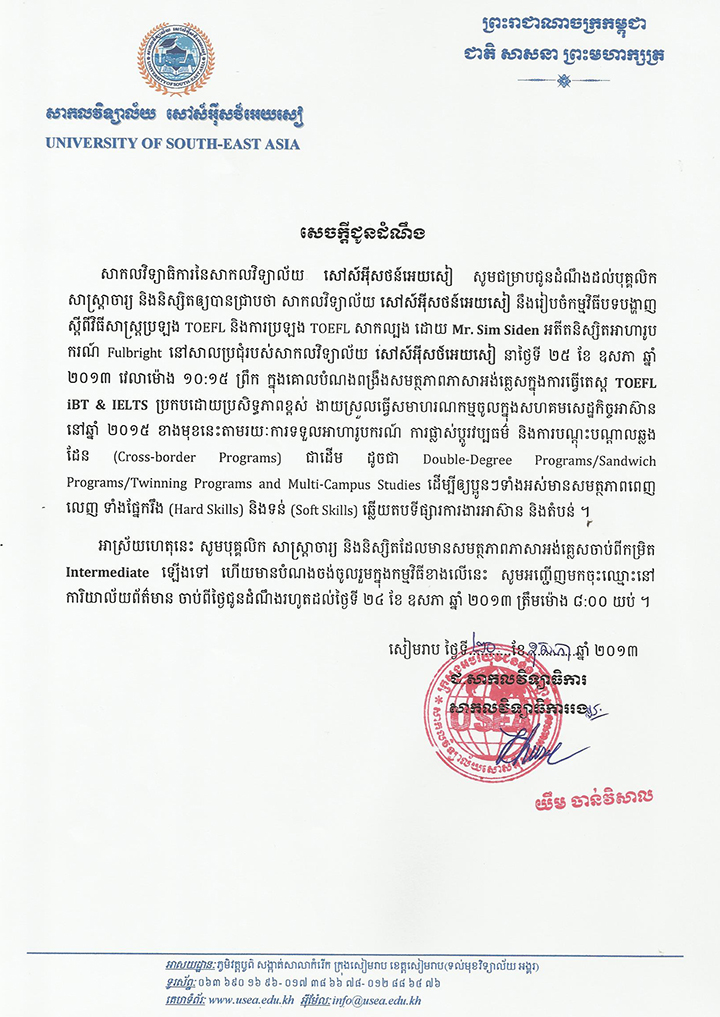 ព្រះរាជាណាចក្រកម្ពុជា
ជាតិ សាសនា ព្រះមហាក្សត្រ
USEA
សាកលវិទ្យាល័យ សៅស៍អ៊ីសថ៍អេយសៀ
UNIVERSITY OF SOUTH-EAST ASIA
សេចក្តីជូនដំណឹង
សាកលវិទ្យាធិការនៃសាកលវិទ្យាល័យ សៅស៍អ៊ីសថន៍អេយសៀ សូមជម្រាបជូនដំណឹងដល់បុគ្គលិក
សាស្ត្រាចារ្យ និងនិស្សិតឲ្យបានជ្រាបថា សាកលវិទ្យាល័យ សៅស៍អ៊ីសថន៍អេយសៀ នឹងរៀបចំកម្មវិធីបទបង្ហាញ
ស្តីពីវិធីសាស្ត្រប្រឡង TOEFL និងការប្រឡង TOEFL សាកល្បង ដោយ Mr. Sim Siden អតីតនិស្សិតអាហារូប
ករណ៍ Fulbright នៅសាលប្រជុំរបស់សាកលវិទ្យាល័យ សៅស៍អ៊ីសថ៍អេយសៀ នាថ្ងៃទី ២៥ ខែ ឧសភា ឆ្នាំ
២០១៣ វេលាម៉ោង ១០:១៥ ព្រឹក ក្នុងគោលបំណងពង្រឹងសមត្ថភាពភាសាអង់គ្លេសក្នុងការធ្វើតេស្ត TOEFL
iBT & IELTS ប្រកបដោយប្រសិទ្ធភាពខ្ពស់ ងាយស្រួលធ្វើសមាហរណកម្មចូលក្នុងសហគមសេដ្ឋកិច្ចអាស៊ាន
នៅឆ្នាំ ២០១៥ ខាងមុខនេះតាមរយៈការទទួលអាហារូបករណ៍ ការផ្លាស់ប្តូរវប្បធម៌ និងការបណ្តុះបណ្តាលឆ្លង
ដែន (Cross-border Programs) ជាដើម ដូចជា Double-Degree Programs/Sandwich
Programs/Twinning Programs and Multi-Campus Studies ដើម្បីឲ្យប្អូនៗទាំងអស់មានសមត្ថភាពពេញ
លេញ ទាំងផ្នែករឹង (Hard Skills) និងទន់ (Soft Skills) ឆ្លើយតបទីផ្សារការងារអាស៊ាន និងតំបន់ ។
អាស្រ័យហេតុនេះ សូមបុគ្គលិក សាស្ត្រាចារ្យ និងនិស្សិតដែលមានសមត្ថភាពភាសាអង់គ្លេសចាប់ពីកម្រិត
Intermediate ឡើងទៅ ហើយមានបំណងចង់ចូលរួមក្នុងកម្មវិធីខាងលើនេះ សូមអញ្ជើញមកចុះឈ្មោះនៅ
ការិយាល័យព័ត៌មាន ចាប់ពីថ្ងៃជូនដំណឹងរហូតដល់ថ្ងៃទី ២៤ ខែ ឧសភា ឆ្នាំ ២០១៣ ត្រឹមម៉ោង ៨:០០ យប់ ។
សៀមរាប ថ្ងៃទី ២០ ខែ ឧសភា ឆ្នាំ ២០១៣
ជ.សាកលវិទ្យាធិការ
សាកលវិទ្យាធិការរង
USEA
យឹម ចាន់វិសាល
អាសយដ្ឋាន: ភូមិវត្តបូព៌ សង្កាត់សាលាកំរើក ក្រុងសៀមរាប ខេត្តសៀមរាប(ទល់មុខវិទ្យាល័យ អង្គរ)
ទូរស័ព្ទ: ០៦៣ ៦៩០ ១៦ ៩៦- ០១៧ ៣៨ ៦៦ ៧៨- ០១២ ៨៨ ៦៤ ៧៦
គេហទំព័រ: www.usea.edu.kh អ៊ីម៉ែល: info@usea.edu.kh